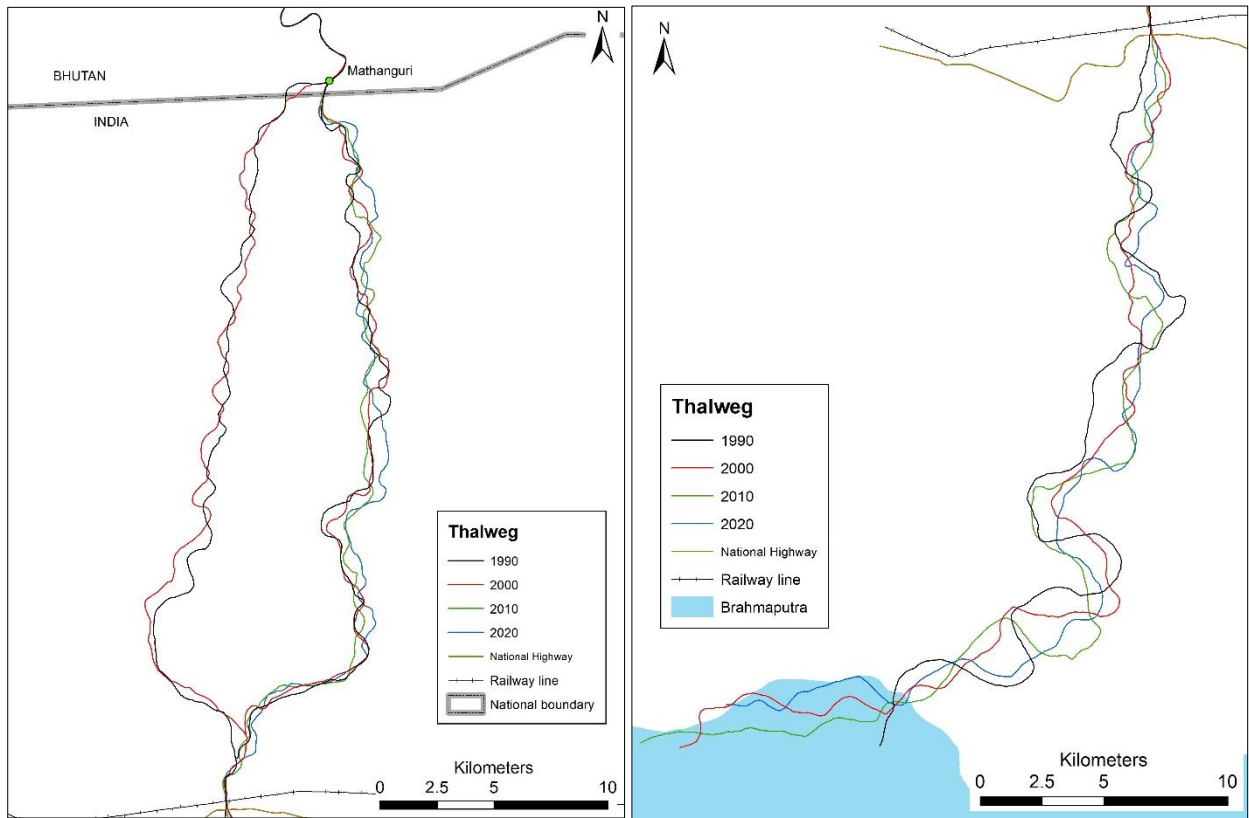 N
BHUTAN
Mathanguri
INDIA
Thalweg
1990
2000
2010
2020
National Highway
Railway line
National boundary
Kilometers
0 2.5 5 10
N
Thalweg
1990
2000
2010
2020
National Highway
Railway line
Brahmaputra
Kilometers
0 2.5 5 10